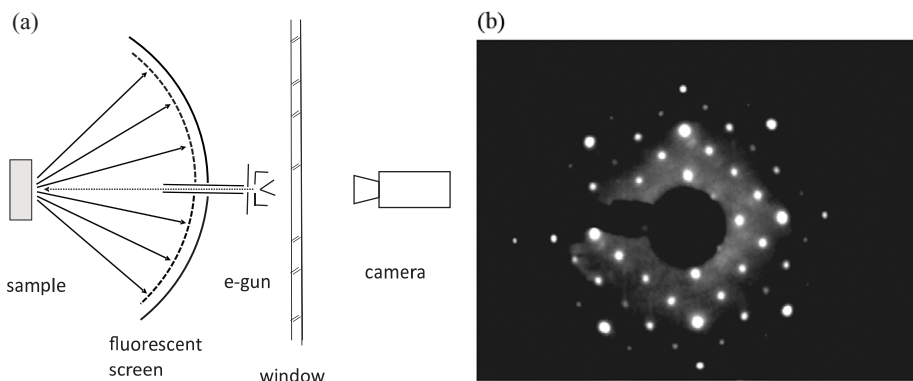 (a)
sample
fluorescent
screen
e-gun
window
camera
(b)